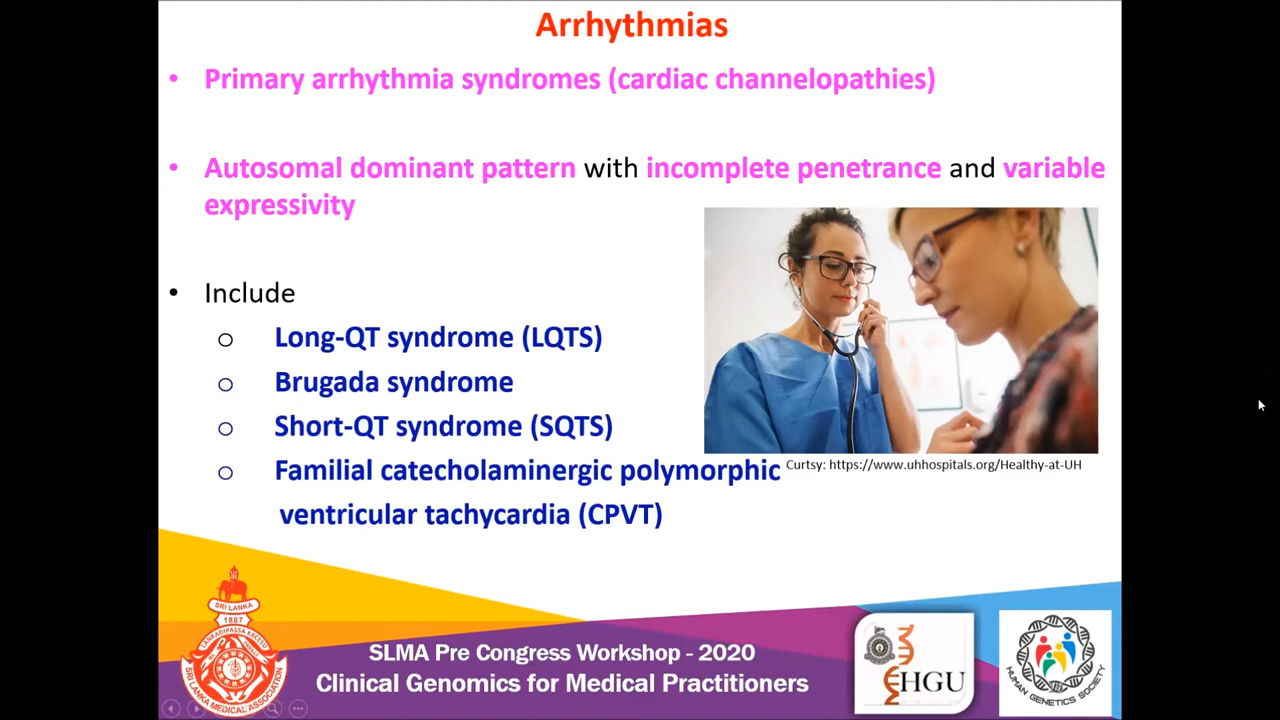 Arrhythmias
• Primary arrhythmia syndromes (cardiac channelopathies)
• Autosomal dominant pattern with incomplete penetrance and variable
expressivity
• Include
o Long-QT syndrome (LQTS)
o Brugada syndrome
o Short-QT syndrome (SQTS)
o Familial catecholaminergic polymorphic
ventricular tachycardia (CPVT)
Curtsy: https://www.uhhospitals.org/Healthy-at-UH
SRI LANKA
1887
SRI LANKA MEDICAL ASSOCIATION
SLMA Pre Congress Workshop - 2020
Clinical Genomics for Medical Practitioners
HGU
HUMAN GENETICS SOCIETY